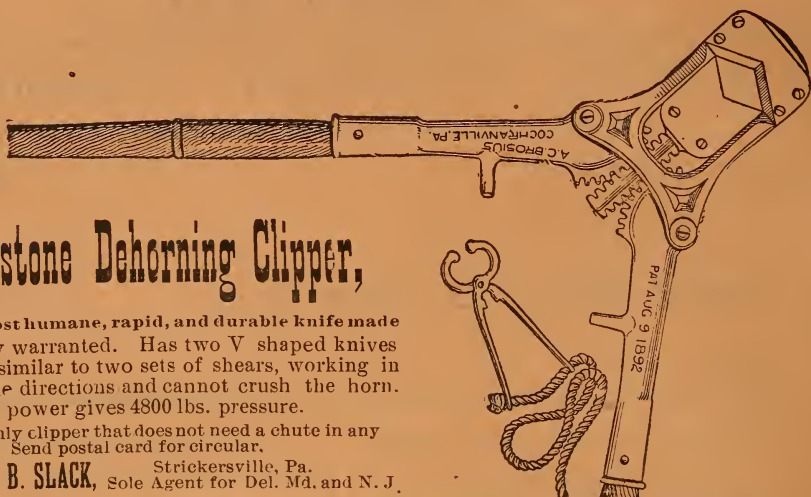 A.C. BROSIUS
COCHRANVILLE, PA.
PAT AUG 9 1892
stone Dehorning Clipper,
ost humane, rapid, and durable knife made
y warranted. Has two V shaped knives
similar to two sets of shears, working in
e directions and cannot crush the horn.
power gives 4800 lbs. pressure.
nly clipper that does not need a chute in any
Send postal card for circular.
B. SLACK, Strickersville, Pa.
Sole Agent for Del. Md. and N. J.